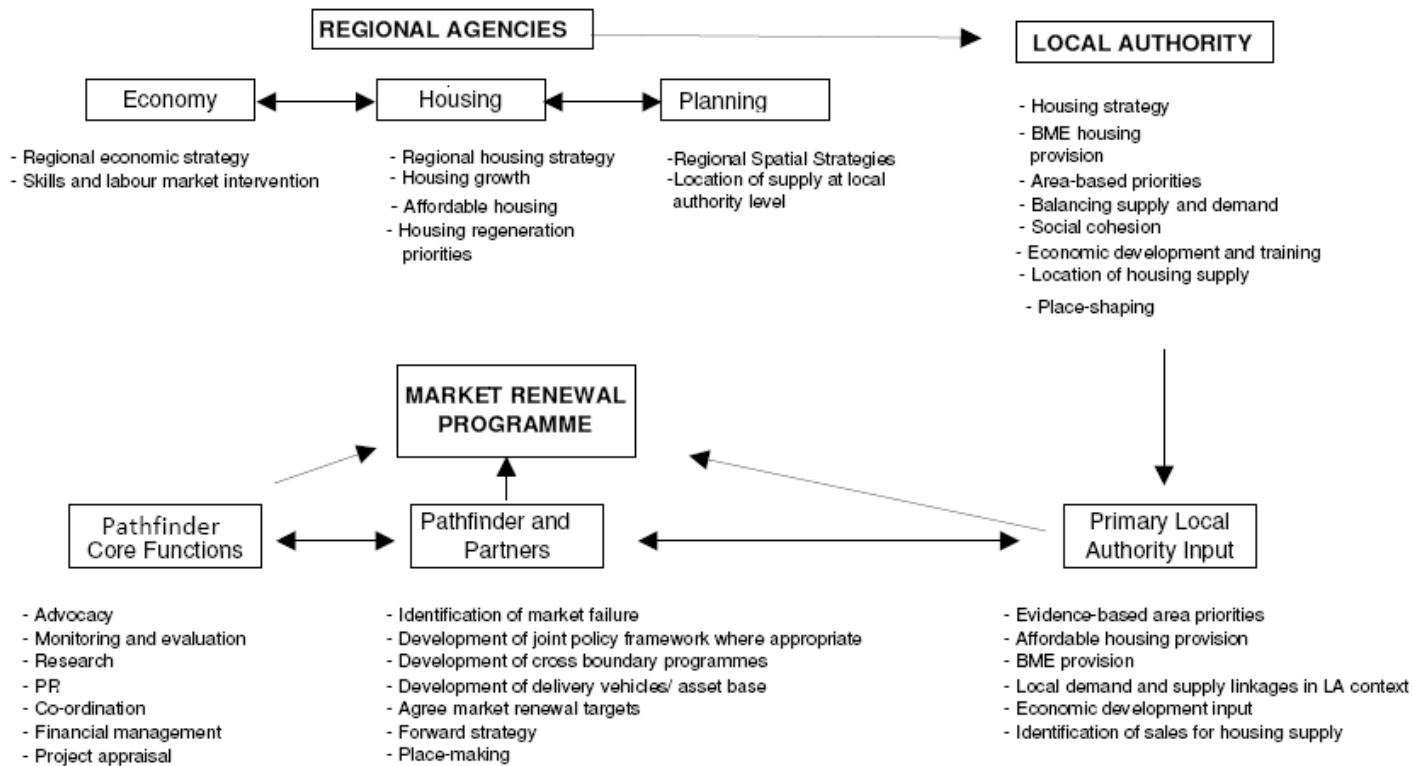 REGIONAL AGENCIES
LOCAL AUTHORITY
Economy
Housing
Planning
- Regional economic strategy
- Skills and labour market intervention
- Regional housing strategy
- Housing growth
- Affordable housing
- Housing regeneration
priorities
-Regional Spatial Strategies
-Location of supply at local
authority level
- Housing strategy
- BME housing
provision
- Area-based priorities
- Balancing supply and demand
- Social cohesion
- Economic development and training
- Location of housing supply
- Place-shaping
MARKET RENEWAL
PROGRAMME
Pathfinder
Core Functions
Pathfinder and
Partners
Primary Local
Authority Input
- Advocacy
- Monitoring and evaluation
- Research
- PR
- Co-ordination
- Financial management
- Project appraisal
- Identification of market failure
- Development of joint policy framework where appropriate
- Development of cross boundary programmes
- Development of delivery vehicles/ asset base
- Agree market renewal targets
- Forward strategy
- Place-making
- Evidence-based area priorities
- Affordable housing provision
- BME provision
- Local demand and supply linkages in LA context
- Economic development input
- Identification of sales for housing supply